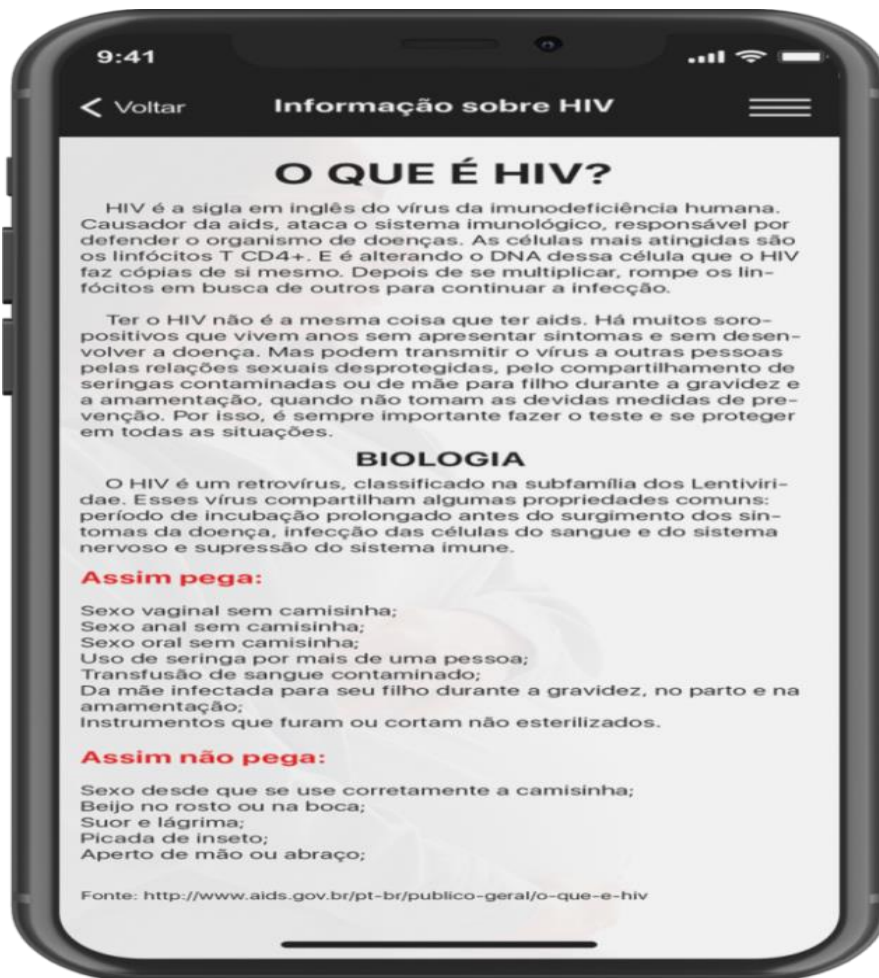 9:41
Voltar
Informação sobre HIV
O QUE É HIV?
HIV é a sigla em inglês do vírus da imunodeficiência humana.
Causador da aids, ataca o sistema imunológico, responsável por
defender o organismo de doenças. As células mais atingidas são
os linfócitos T CD4+. E é alterando o DNA dessa célula que o HIV
faz cópias de si mesmo. Depois de se multiplicar, rompe os lin-
fócitos em busca de outros para continuar a infecção.
Ter o HIV não é a mesma coisa que ter aids. Há muitos soro-
positivos que vivem anos sem apresentar sintomas e sem desen-
volver a doença. Mas podem transmitir o vírus a outras pessoas
pelas relações sexuais desprotegidas, pelo compartilhamento de
seringas contaminadas ou de mãe para filho durante a gravidez e
a amamentação, quando não tomam as devidas medidas de pre-
venção. Por isso, é sempre importante fazer o teste e se proteger
em todas as situações.
BIOLOGIA
O HIV é um retrovírus, classificado na subfamília dos Lentiviri-
dae. Esses vírus compartilham algumas propriedades comuns:
período de incubação prolongado antes do surgimento dos sin-
tomas da doença, infecção das células do sangue e do sistema
nervoso e supressão do sistema imune.
Assim pega:
Sexo vaginal sem camisinha;
Sexo anal sem camisinha;
Sexo oral sem camisinha;
Uso de seringa por mais de uma pessoa;
Transfusão de sangue contaminado;
Da mãe infectada para seu filho durante a gravidez, no parto e na
amamentação;
Instrumentos que furam ou cortam não esterilizados.
Assim não pega:
Sexo desde que se use corretamente a camisinha;
Beijo no rosto ou na boca;
Suor e lágrima;
Picada de inseto;
Aperto de mão ou abraço;
Fonte: http://www.aids.gov.br/pt-br/publico-geral/o-que-e-hiv